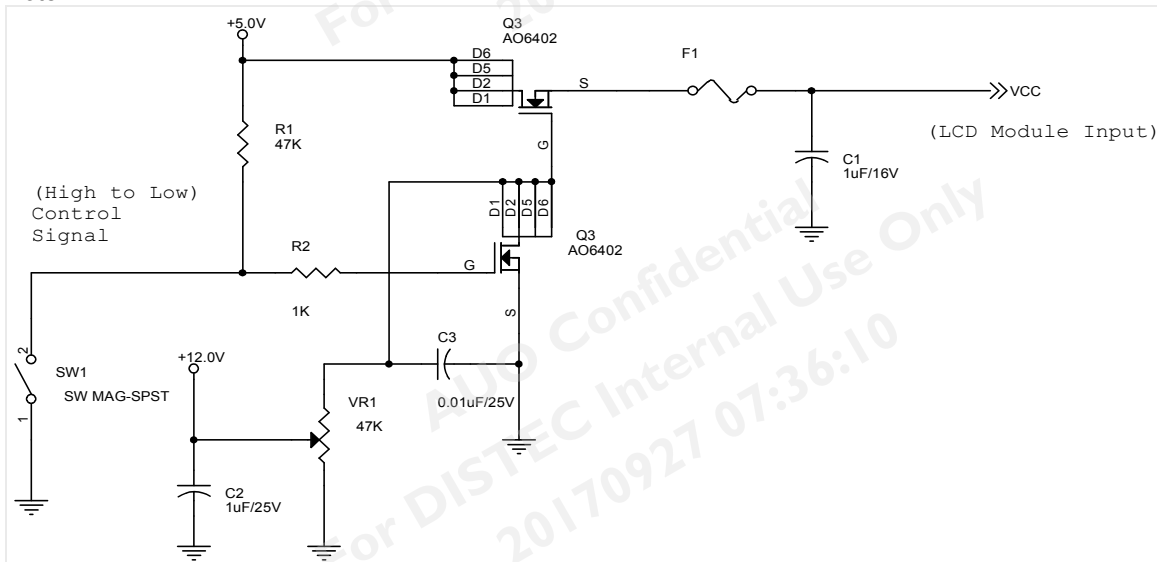 +5.0V
Q3
AO6402
D6
D5
D2
D1
S
F1
VCC
(LCD Module Input)
R1
47K
G
C1
1uF/16V
(High to Low)
Control
Signal
D1
D2
D5
D6
Q3
AO6402
R2
G
1K
S
C3
0.01uF/25V
+12.0V
2
SW1
SW MAG-SPST
1
VR1
47K
C2
1uF/25V
AUO Confidential
For DISTEC Internal Use Only
20170927 07:36:10
For
20